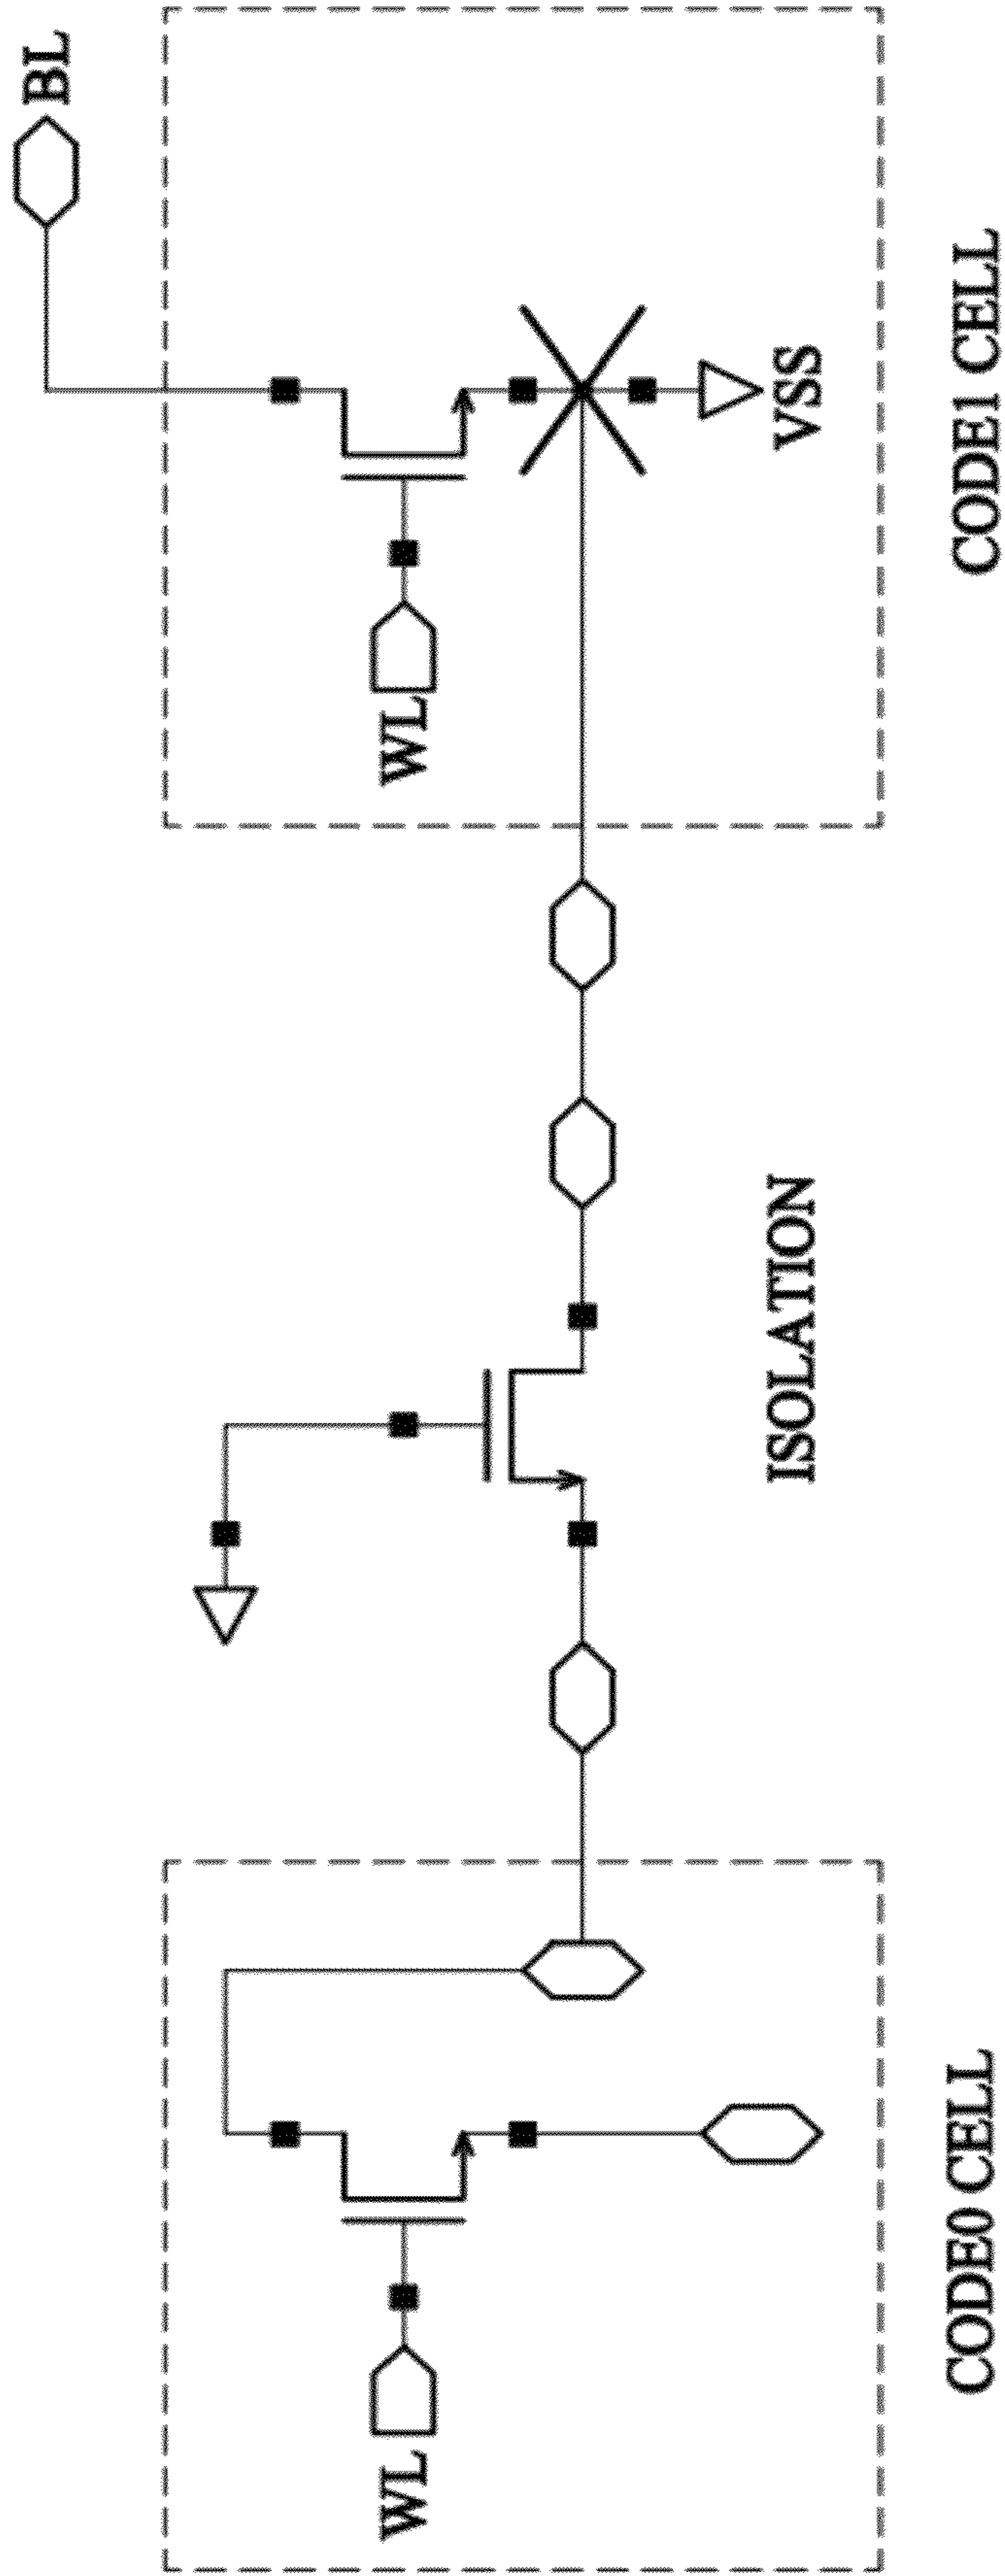 BL
WL
VSS
CODE1 CELL
ISOLATION
WL
CODE0 CELL